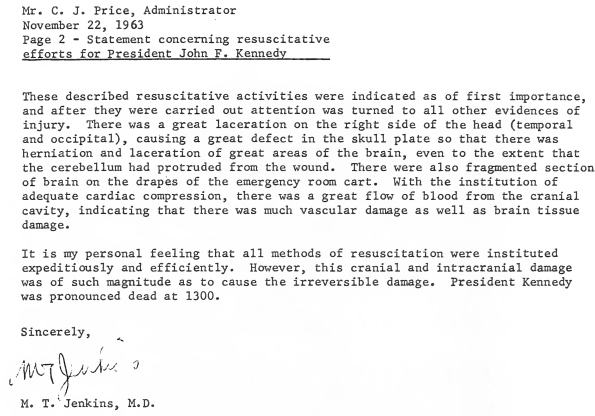 Mr. C. J. Price, Administrator
November 22, 1963
Page 2 - Statement concerning resuscitative
efforts for President John F. Kennedy
These described resuscitative activities were indicated as of first importance,
and after they were carried out attention was turned to all other evidences of
injury. There was a great laceration on the right side of the head (temporal
and occipital), causing a great defect in the skull plate so that there was
herniation and laceration of great areas of the brain, even to the extent that
the cerebellum had protruded from the wound. There were also fragmented section
of brain on the drapes of the emergency room cart. With the institution of
adequate cardiac compression, there was a great flow of blood from the cranial
cavity, indicating that there was much vascular damage as well as brain tissue
damage.
It is my personal feeling that all methods of resuscitation were instituted
expeditiously and efficiently. However, this cranial and intracranial damage
was of such magnitude as to cause the irreversible damage. President Kennedy
was pronounced dead at 1300.
Sincerely,
MT Jenkins
M. T. Jenkins, M.D.